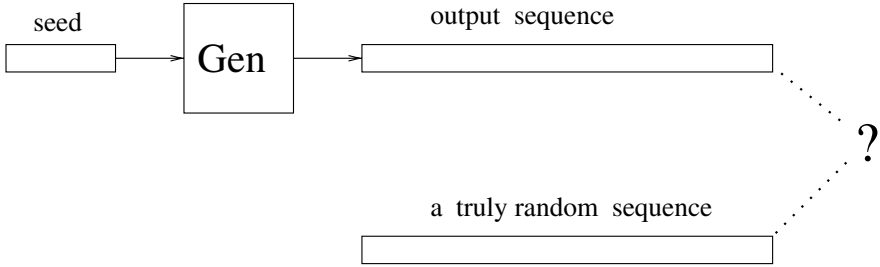 seed
output sequence
Gen
?
a truly random sequence